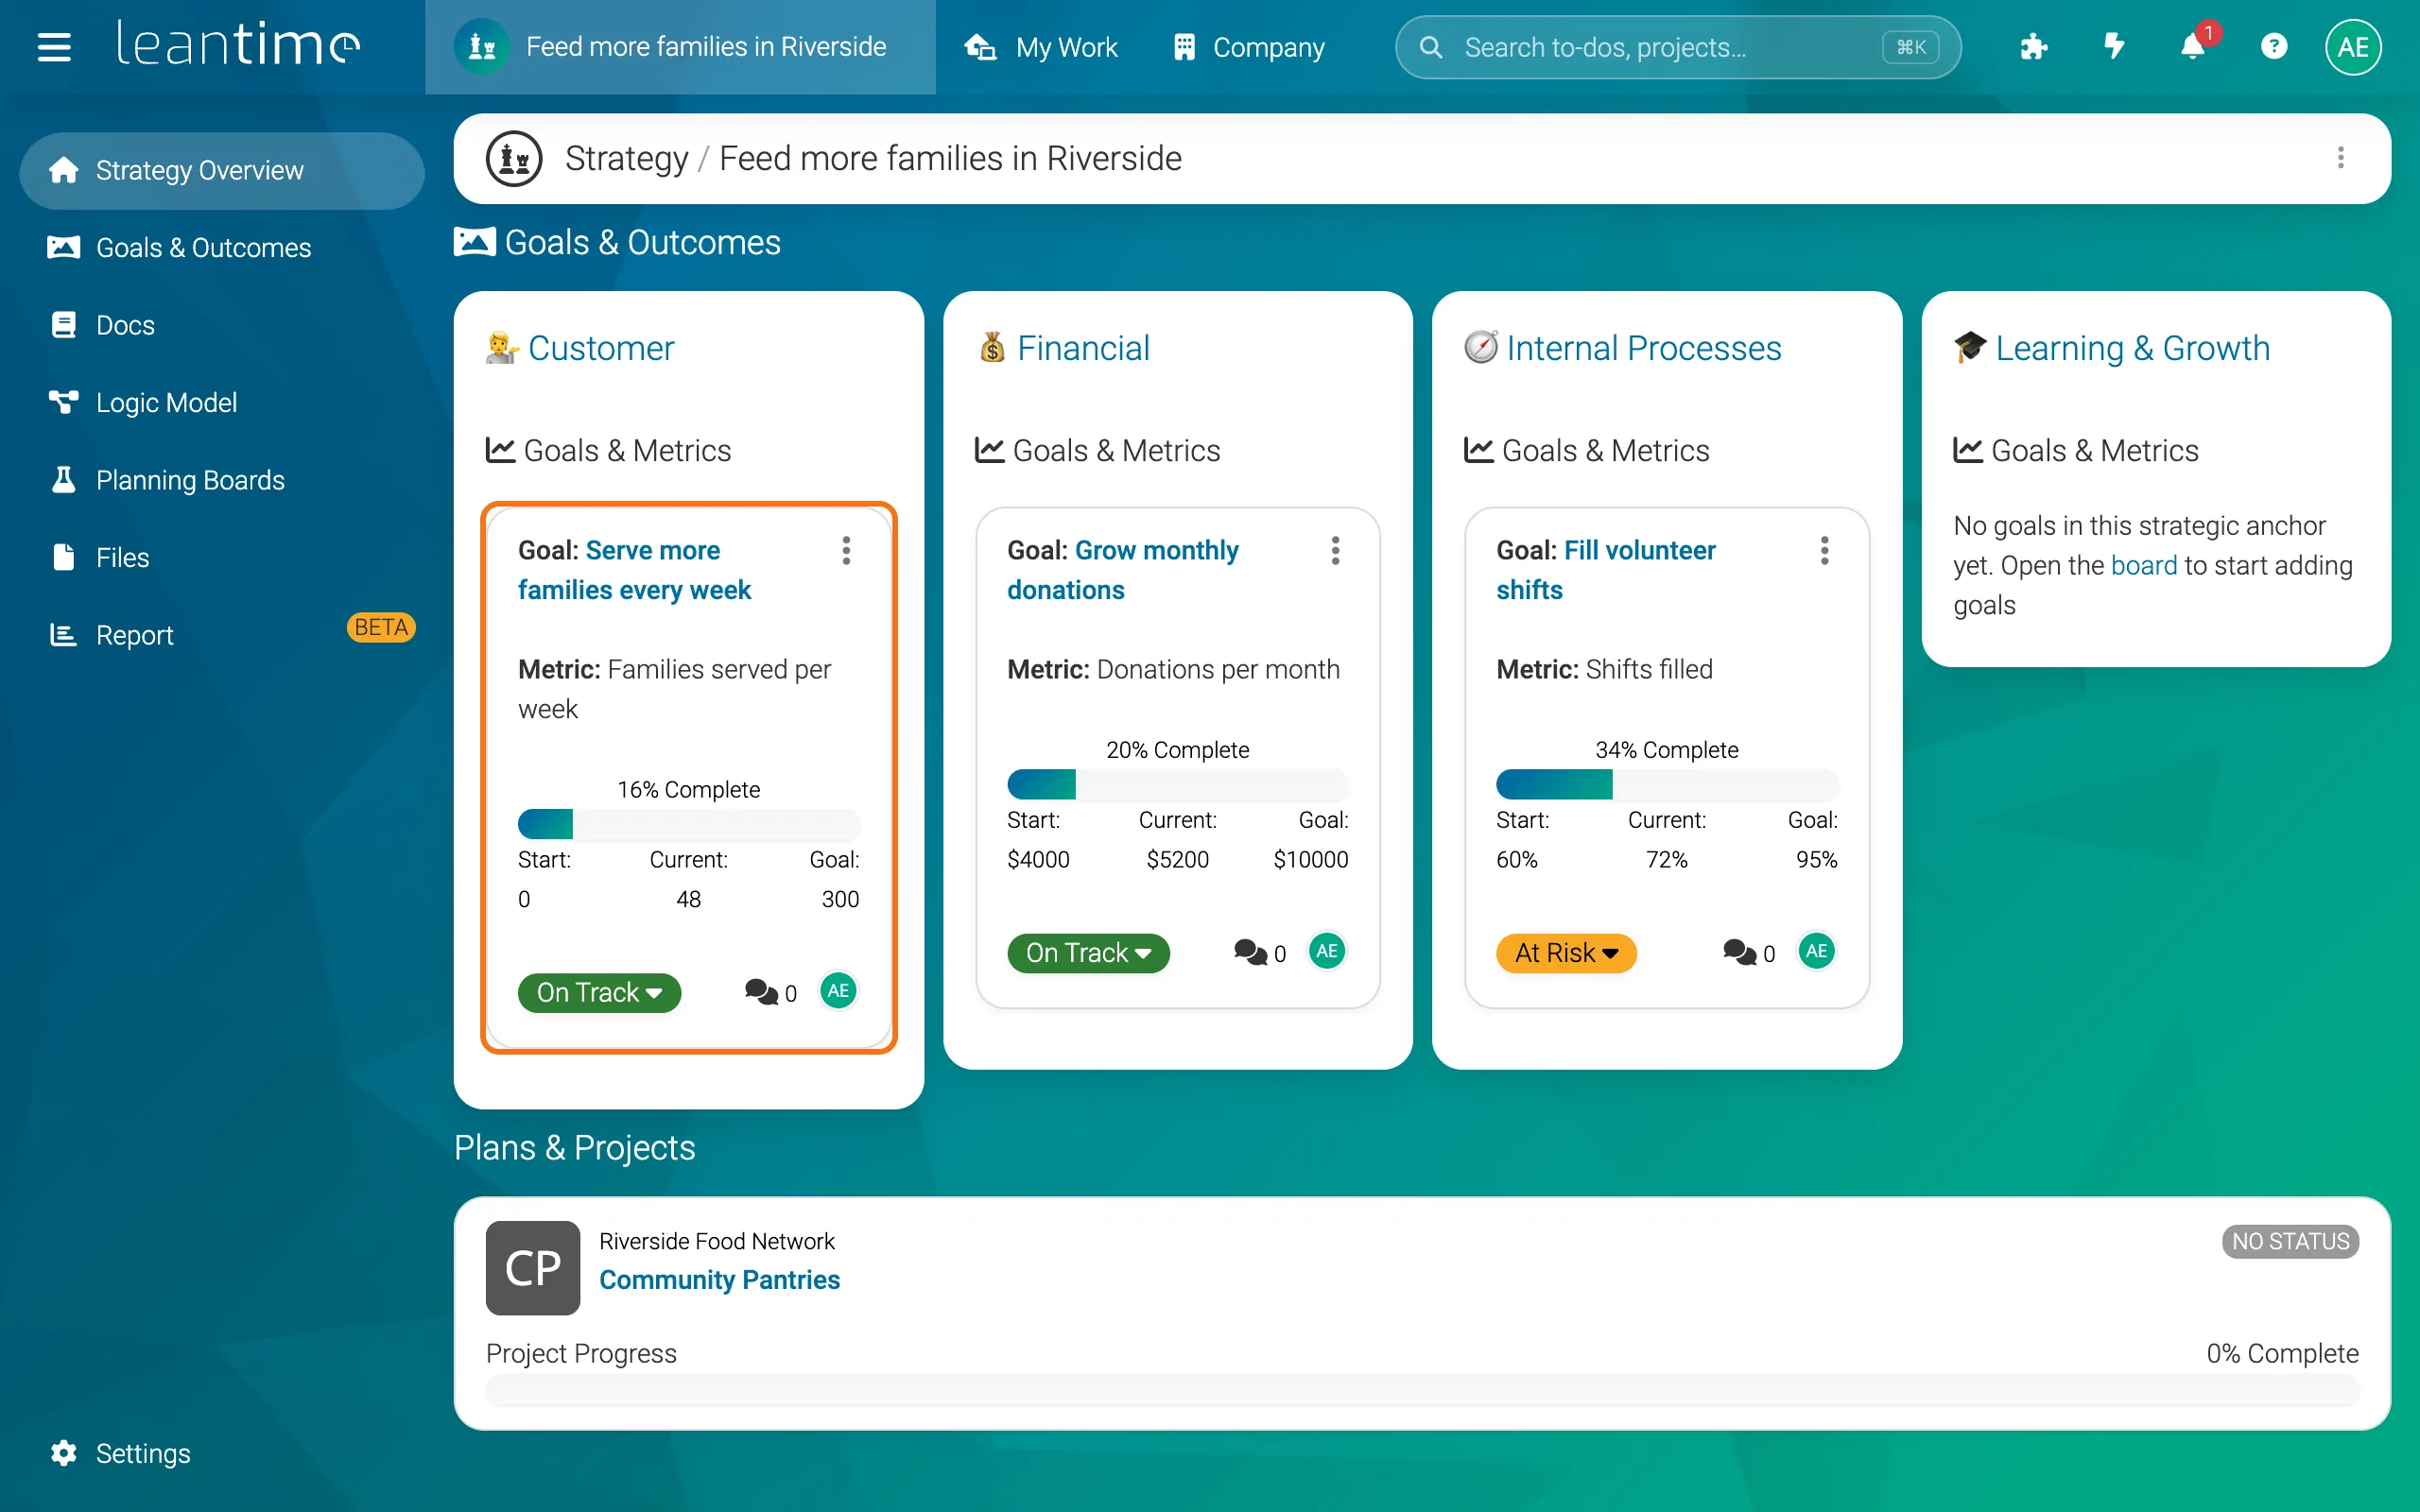 leantime
Feed more families in Riverside
My Work
Company
Search to-dos, projects...
⌘K
1
AE
Strategy Overview
Goals & Outcomes
Docs
Logic Model
Planning Boards
Files
Report
BETA
Settings
Strategy / Feed more families in Riverside
Goals & Outcomes
Customer
Goals & Metrics
Goal: Serve more
families every week
Metric: Families served per
week
16% Complete
Start: Current: Goal:
0 48 300
On Track 0 AE
Financial
Goals & Metrics
Goal: Grow monthly
donations
Metric: Donations per month
20% Complete
Start: Current: Goal:
$4000 $5200 $10000
On Track 0 AE
Internal Processes
Goals & Metrics
Goal: Fill volunteer
shifts
Metric: Shifts filled
34% Complete
Start: Current: Goal:
60% 72% 95%
At Risk 0 AE
Learning & Growth
Goals & Metrics
No goals in this strategic anchor
yet. Open the board to start adding
goals
Plans & Projects
CP
Riverside Food Network
Community Pantries
NO STATUS
Project Progress 0% Complete